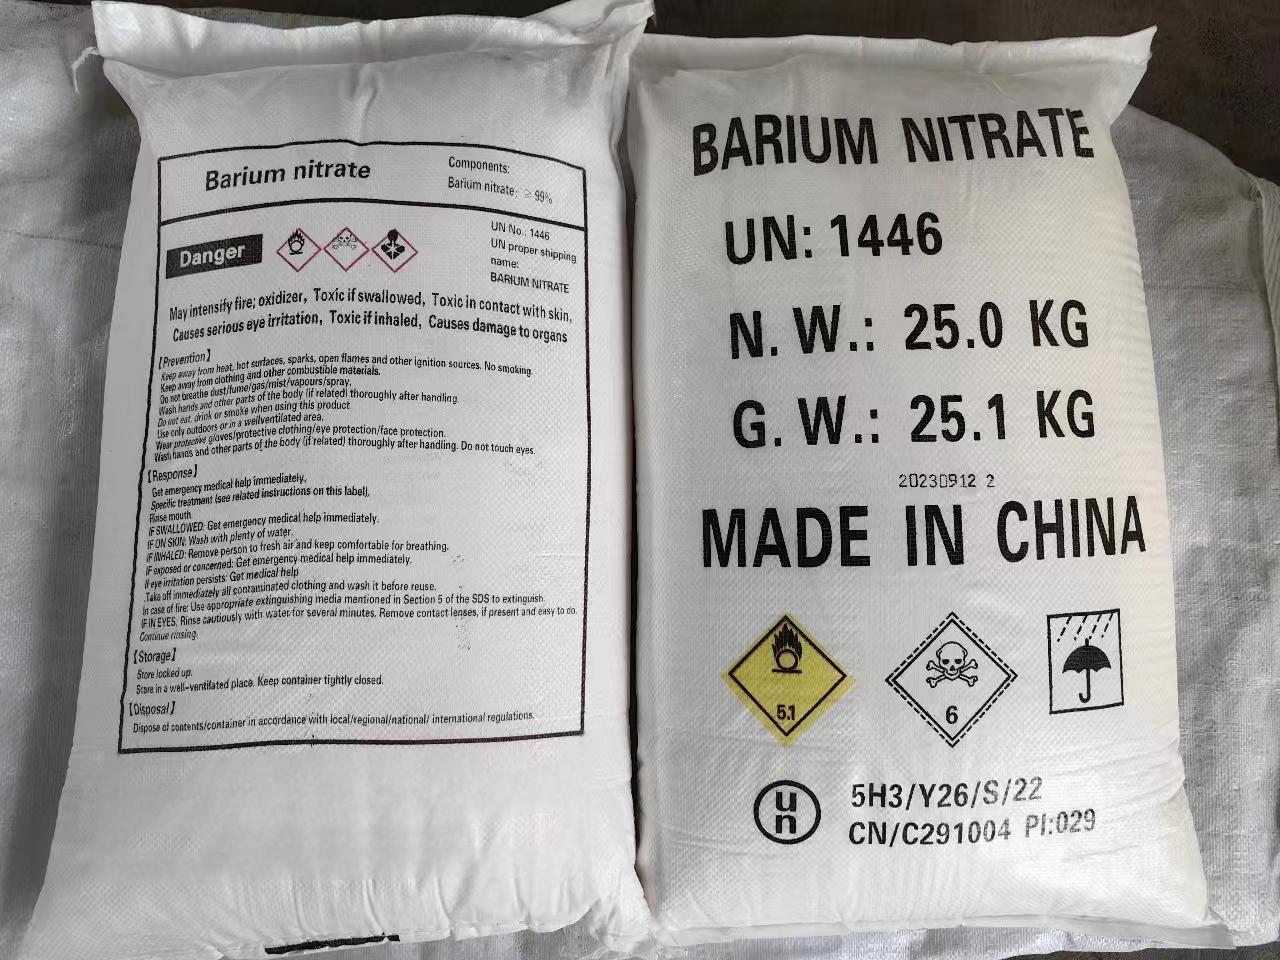 Barium nitrate
Components:
Barium nitrate: ≥ 99%
Danger
UN No.: 1446
UN proper shipping
name:
BARIUM NITRATE
May intensify fire; oxidizer, Toxic if swallowed, Toxic in contact with skin,
Causes serious eye irritation, Toxic if inhaled, Causes damage to organs
【Prevention】
Keep away from heat, hot surfaces, sparks, open flames and other ignition sources. No smoking.
Keep away from clothing and other combustible materials.
Do not breathe dust/fume/gas/mist/vapours/spray.
Wash hands and other parts of the body (if related) thoroughly after handling.
Do not eat, drink or smoke when using this product
Use only outdoors or in a wellventilated area.
Wear protective gloves/protective clothing/eye protection/face protection.
Wash hands and other parts of the body (if related) thoroughly after handling. Do not touch eyes.
【Response】
Get emergency medical help immediately.
Specific treatment (see related instructions on this label).
Rinse mouth
IF SWALLOWED: Get emergency medical help immediately.
IF ON SKIN: Wash with plenty of water.
IF INHALED: Remove person to fresh air and keep comfortable for breathing.
IF exposed or concerned: Get emergency medical help immediately.
If eye irritation persists: Get medical help
.Take off immediately all contaminated clothing and wash it before reuse.
In case of fire: Use appropriate extinguishing media mentioned in Section 5 of the SDS to extinguish.
IF IN EYES, Rinse cautiously with water for several minutes. Remove contact lenses, if present and easy to do.
Continue rinsing.
【Storage】
Store locked up.
Store in a well-ventilated place. Keep container tightly closed.
【Disposal】
Dispose of contents/container in accordance with local/regional/national/ international regulations.
BARIUM NITRATE
UN: 1446
N. W.: 25.0 KG
G. W.: 25.1 KG
20230912 2
MADE IN CHINA
5.1
6
un
5H3/Y26/S/22
CN/C291004 PI:029